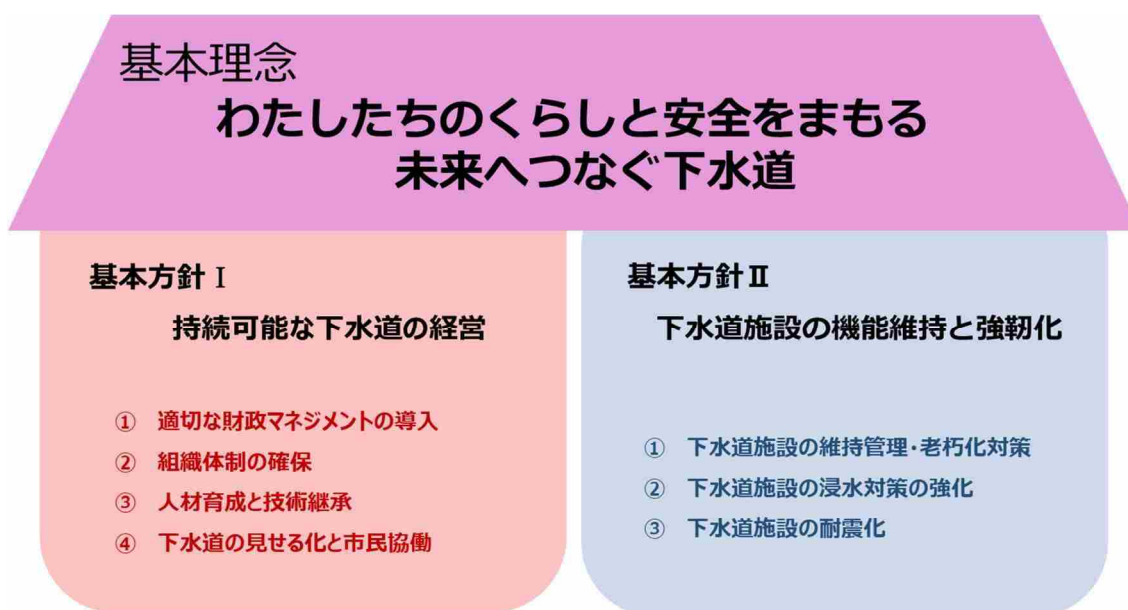 基本理念
わたしたちのくらしと安全をまもる
未来へつなぐ下水道
基本方針Ⅰ
持続可能な下水道の経営
① 適切な財政マネジメントの導入
② 組織体制の確保
③ 人材育成と技術継承
④ 下水道の見せる化と市民協働
基本方針Ⅱ
下水道施設の機能維持と強靭化
① 下水道施設の維持管理・老朽化対策
② 下水道施設の浸水対策の強化
③ 下水道施設の耐震化